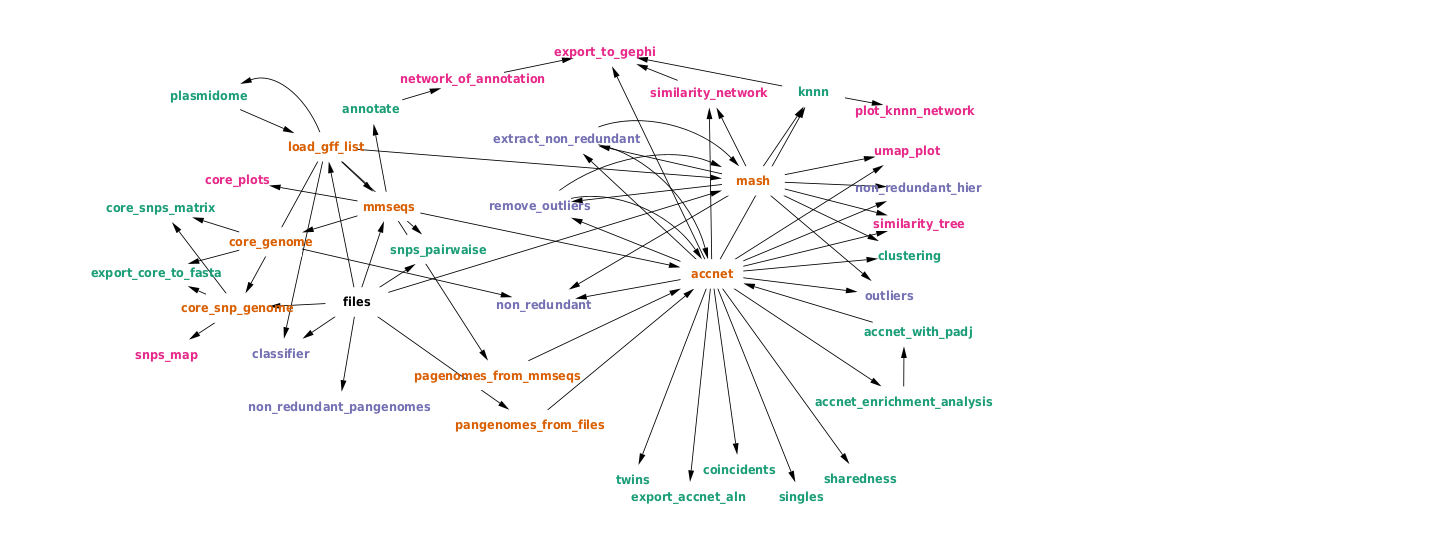 export_to_gephi
network_of_annotation
similarity_network
knnn
plasmidome
annotate
plot_knnn_network
extract_non_redundant
load_gff_list
umap_plot
core_plots
mash
non_redundant_hier
core_snps_matrix
mmseqs
remove_outliers
similarity_tree
core_genome
snps_pairwaise
clustering
export_core_to_fasta
accnet
outliers
core_snp_genome
files
non_redundant
accnet_with_padj
snps_map
classifier
pagenomes_from_mmseqs
accnet_enrichment_analysis
non_redundant_pangenomes
pangenomes_from_files
coincidents
twins
sharedness
export_accnet_aln
singles